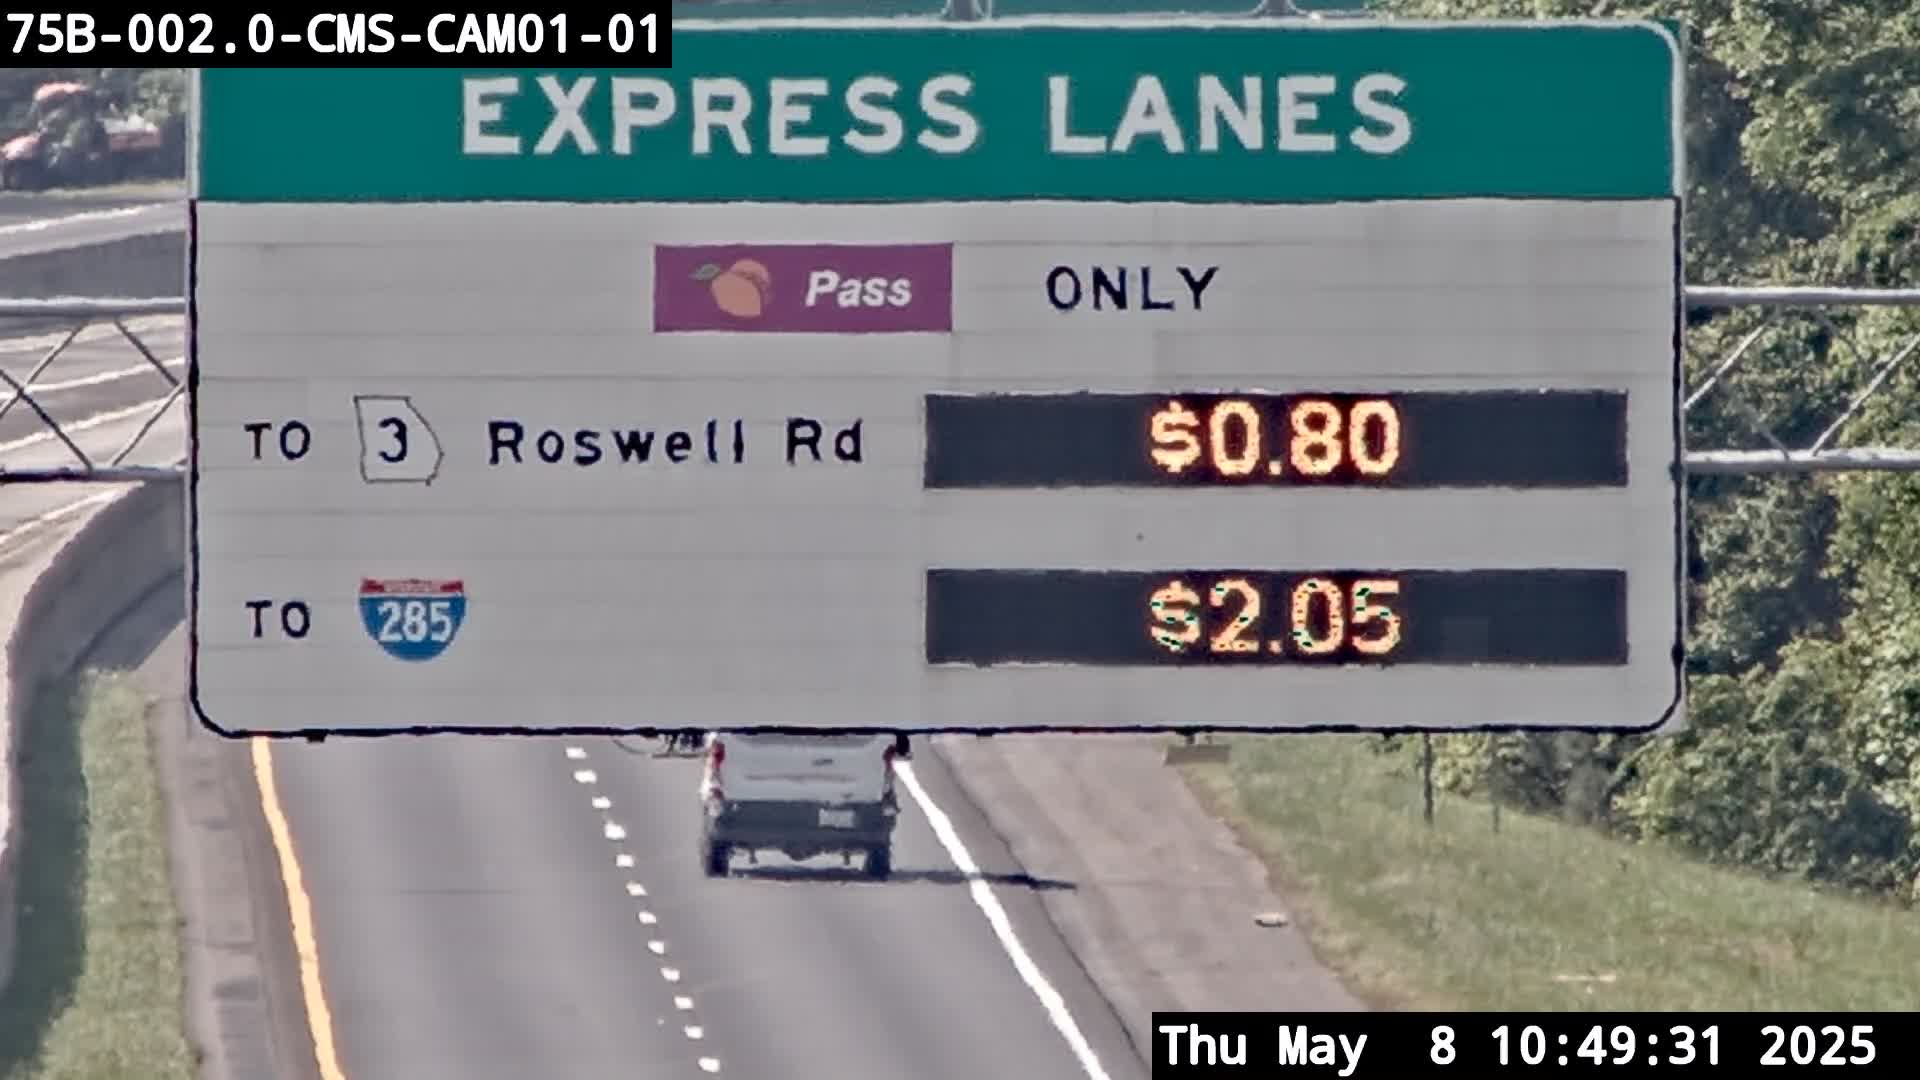 75B-002.0-CMS-CAM01-01
EXPRESS LANES
Pass ONLY
TO 3 Roswell Rd $0.80
TO 285 $2.05
Thu May 8 10:49:31 2025